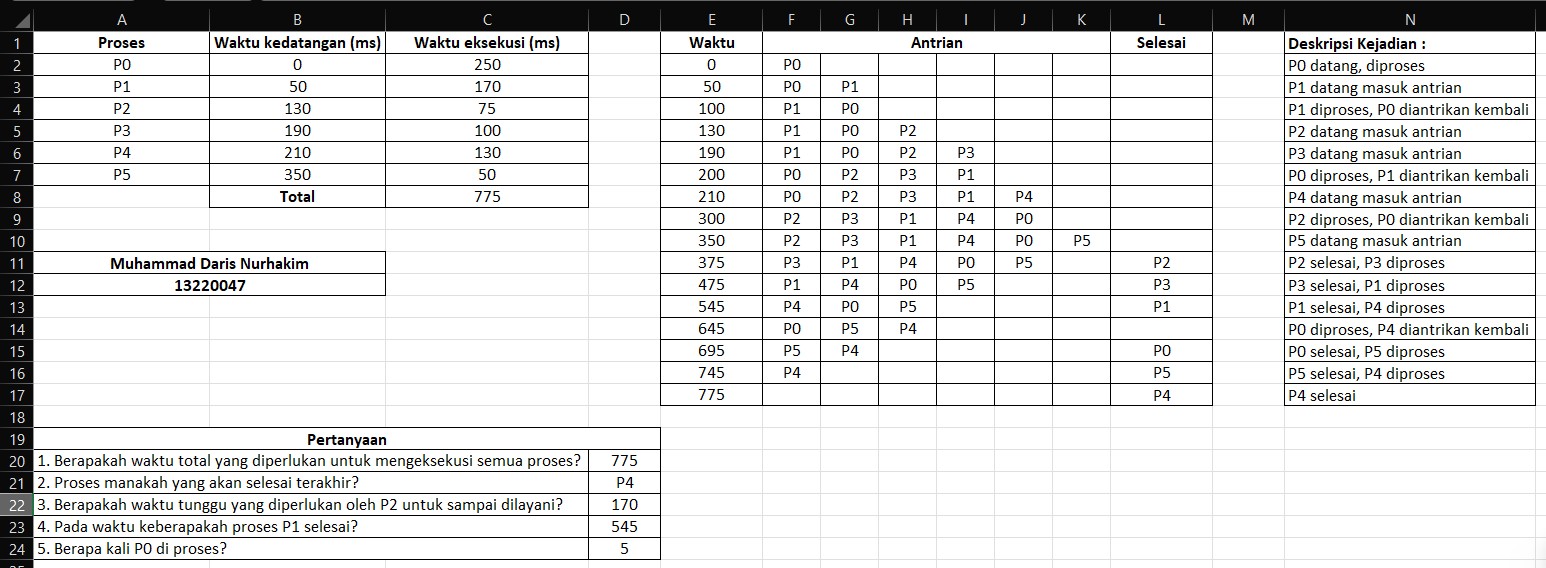 A B C D E F G H I J K L M N
1 Proses Waktu kedatangan (ms) Waktu eksekusi (ms) Waktu Antrian Selesai Deskripsi Kejadian :
2 P0 0 250 0 P0 P0 datang, diproses
3 P1 50 170 50 P0 P1 P1 datang masuk antrian
4 P2 130 75 100 P1 P0 P1 diproses, P0 diantrikan kembali
5 P3 190 100 130 P1 P0 P2 P2 datang masuk antrian
6 P4 210 130 190 P1 P0 P2 P3 P3 datang masuk antrian
7 P5 350 50 200 P0 P2 P3 P1 P0 diproses, P1 diantrikan kembali
8 Total 775 210 P0 P2 P3 P1 P4 P4 datang masuk antrian
9 300 P2 P3 P1 P4 P0 P2 diproses, P0 diantrikan kembali
10 350 P2 P3 P1 P4 P0 P5 P5 datang masuk antrian
11 Muhammad Daris Nurhakim 375 P3 P1 P4 P0 P5 P2 P2 selesai, P3 diproses
12 13220047 475 P1 P4 P0 P5 P3 P3 selesai, P1 diproses
13 545 P4 P0 P5 P1 P1 selesai, P4 diproses
14 645 P0 P5 P4 P0 diproses, P4 diantrikan kembali
15 695 P5 P4 P0 P0 selesai, P5 diproses
16 745 P4 P5 P5 selesai, P4 diproses
17 775 P4 P4 selesai
18
19 Pertanyaan
20 1. Berapakah waktu total yang diperlukan untuk mengeksekusi semua proses? 775
21 2. Proses manakah yang akan selesai terakhir? P4
22 3. Berapakah waktu tunggu yang diperlukan oleh P2 untuk sampai dilayani? 170
23 4. Pada waktu keberapakah proses P1 selesai? 545
24 5. Berapa kali P0 di proses? 5